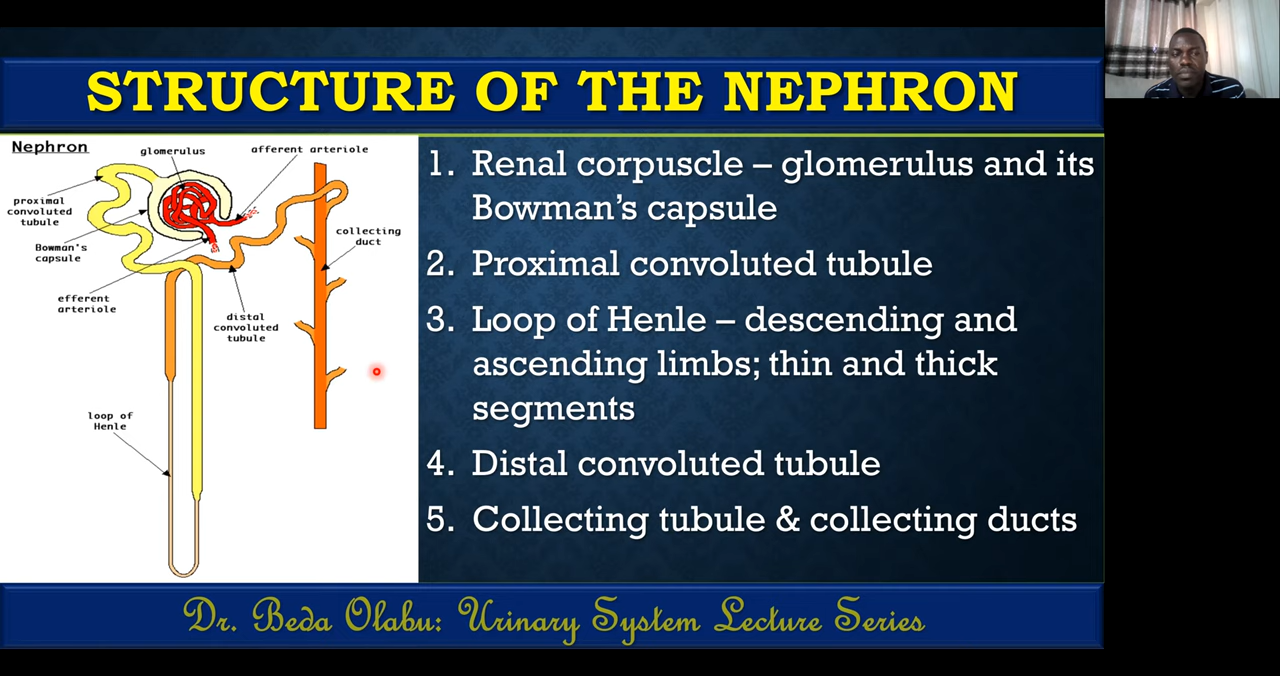 STRUCTURE OF THE NEPHRON
Nephron
glomerulus
afferent arteriole
proximal
convoluted
tubule
Bowman's
capsule
collecting
duct
efferent
arteriole
distal
convoluted
tubule
loop of
Henle
1. Renal corpuscle – glomerulus and its
Bowman's capsule
2. Proximal convoluted tubule
3. Loop of Henle – descending and
ascending limbs; thin and thick
segments
4. Distal convoluted tubule
5. Collecting tubule & collecting ducts
Dr. Beda Olabu: Urinary System Lecture Series